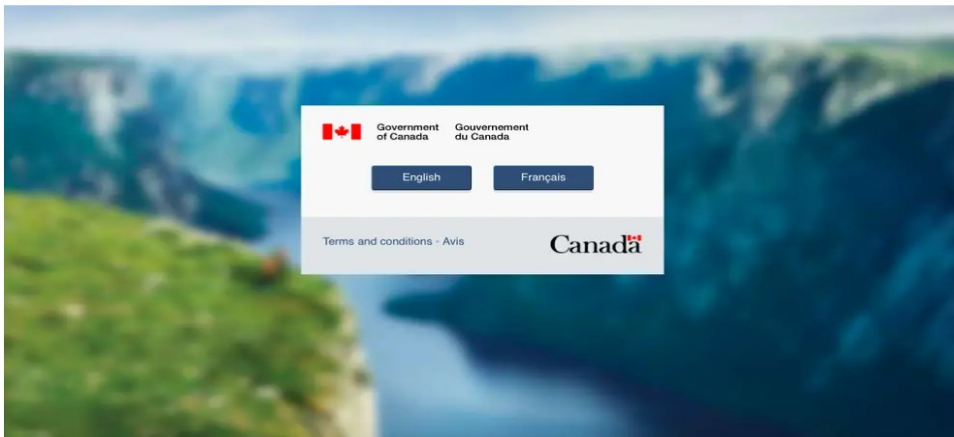 Government of Canada
Gouvernement du Canada
English
Français
Terms and conditions - Avis
Canada